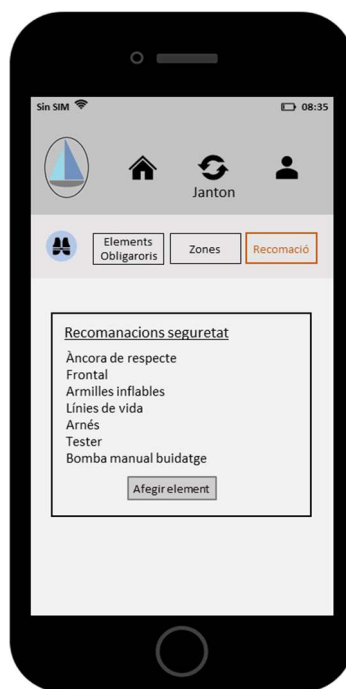 Sin SIM 08:35
Janton
Elements
Obligaroris
Zones
Recomació
Recomanacions seguretat
Àncora de respecte
Frontal
Armilles inflables
Línies de vida
Arnés
Tester
Bomba manual buidatge
Afegir element